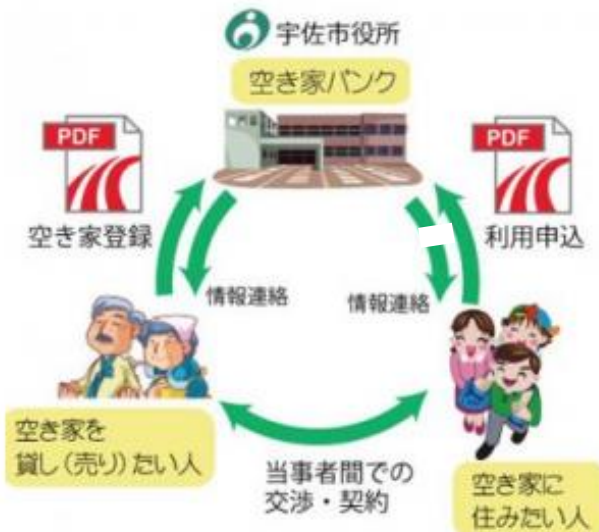 宇佐市役所
空き家バンク
PDF
空き家登録
PDF
利用申込
情報連絡
情報連絡
空き家を
貸し(売り)たい人
当事者間での
交渉・契約
空き家に
住みたい人